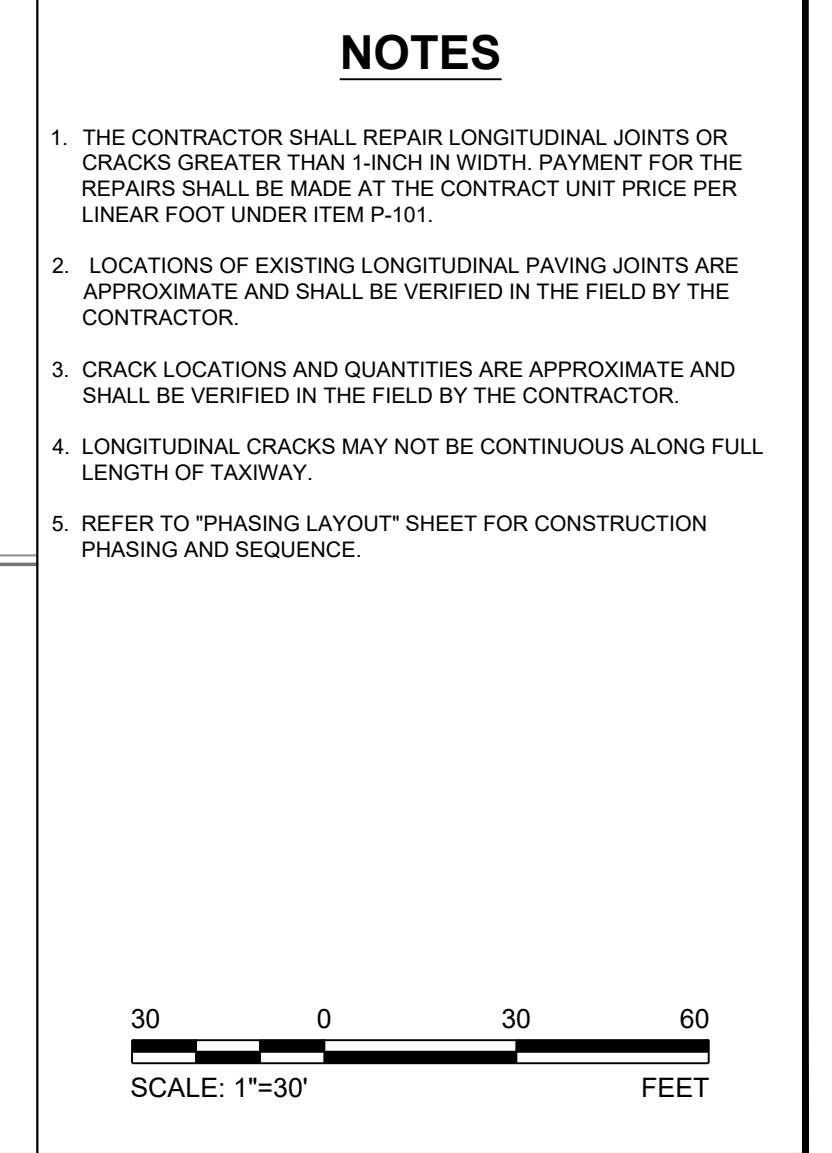 NOTES
1. THE CONTRACTOR SHALL REPAIR LONGITUDINAL JOINTS OR
CRACKS GREATER THAN 1-INCH IN WIDTH. PAYMENT FOR THE
REPAIRS SHALL BE MADE AT THE CONTRACT UNIT PRICE PER
LINEAR FOOT UNDER ITEM P-101.
2. LOCATIONS OF EXISTING LONGITUDINAL PAVING JOINTS ARE
APPROXIMATE AND SHALL BE VERIFIED IN THE FIELD BY THE
CONTRACTOR.
3. CRACK LOCATIONS AND QUANTITIES ARE APPROXIMATE AND
SHALL BE VERIFIED IN THE FIELD BY THE CONTRACTOR.
4. LONGITUDINAL CRACKS MAY NOT BE CONTINUOUS ALONG FULL
LENGTH OF TAXIWAY.
5. REFER TO "PHASING LAYOUT" SHEET FOR CONSTRUCTION
PHASING AND SEQUENCE.
30 0 30 60
SCALE: 1"=30' FEET